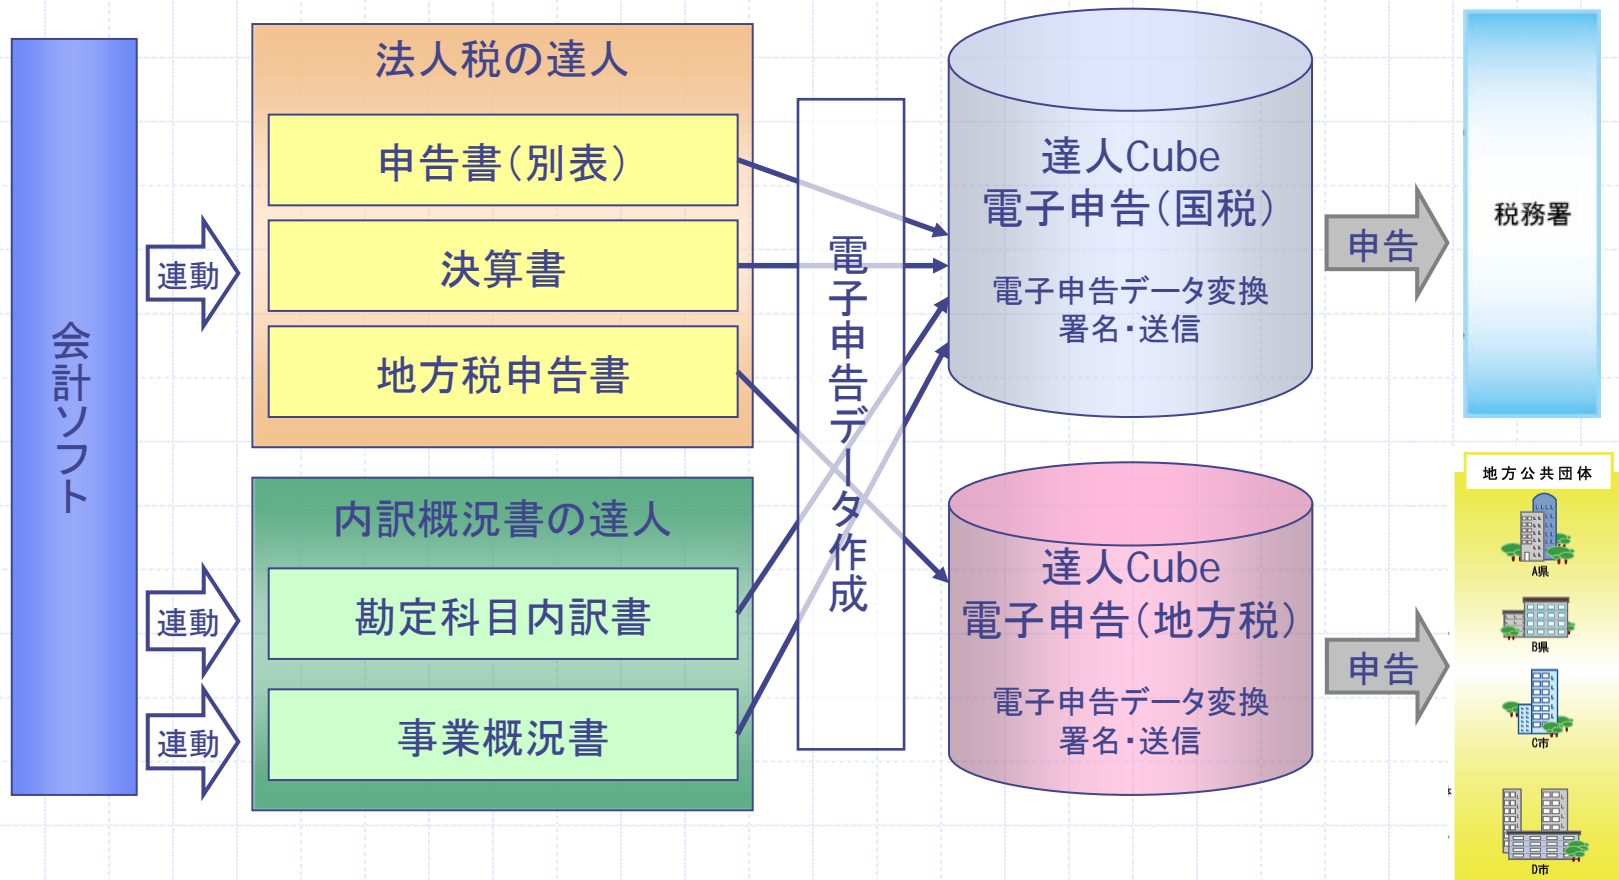 会計ソフト
連動
連動
連動
法人税の達人
申告書（別表）
決算書
地方税申告書
内訳概況書の達人
勘定科目内訳書
事業概況書
電子申告データ作成
達人Cube
電子申告（国税）
電子申告データ変換
署名・送信
達人Cube
電子申告（地方税）
電子申告データ変換
署名・送信
申告
申告
税務署
地方公共団体
A県
B県
C市
D市